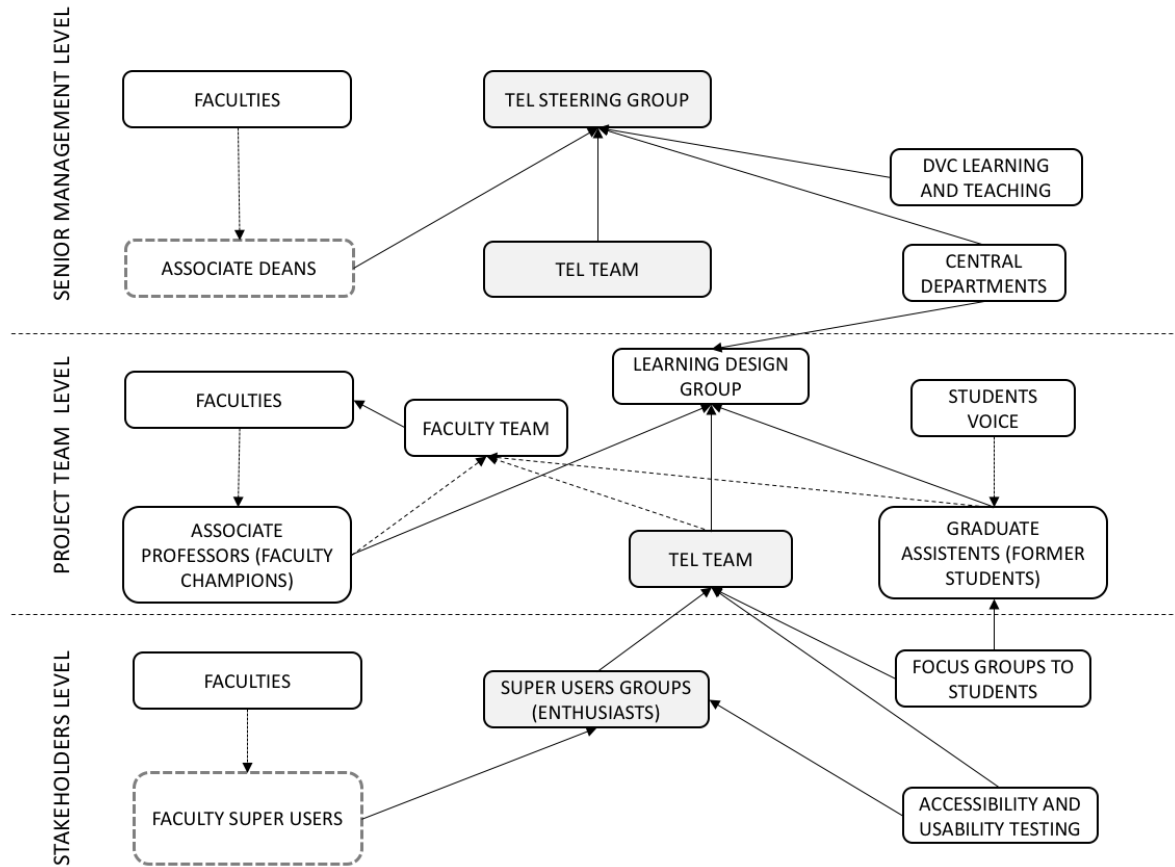 SENIOR MANAGEMENT LEVEL
FACULTIES
TEL STEERING GROUP
DVC LEARNING
AND TEACHING
ASSOCIATE DEANS
TEL TEAM
CENTRAL
DEPARTMENTS
PROJECT TEAM LEVEL
FACULTIES
FACULTY TEAM
LEARNING DESIGN
GROUP
STUDENTS
VOICE
ASSOCIATE
PROFESSORS (FACULTY
CHAMPIONS)
TEL TEAM
GRADUATE
ASSISTENTS (FORMER
STUDENTS)
STAKEHOLDERS LEVEL
FACULTIES
SUPER USERS GROUPS
(ENTHUSIASTS)
FOCUS GROUPS TO
STUDENTS
FACULTY SUPER USERS
ACCESSIBILITY AND
USABILITY TESTING